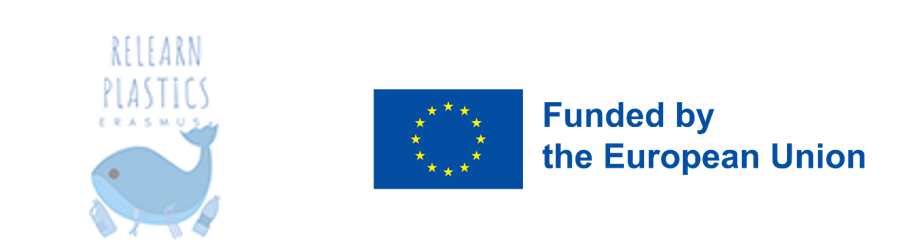 RELEARN
PLASTICS
ERASMUS+
Funded by
the European Union